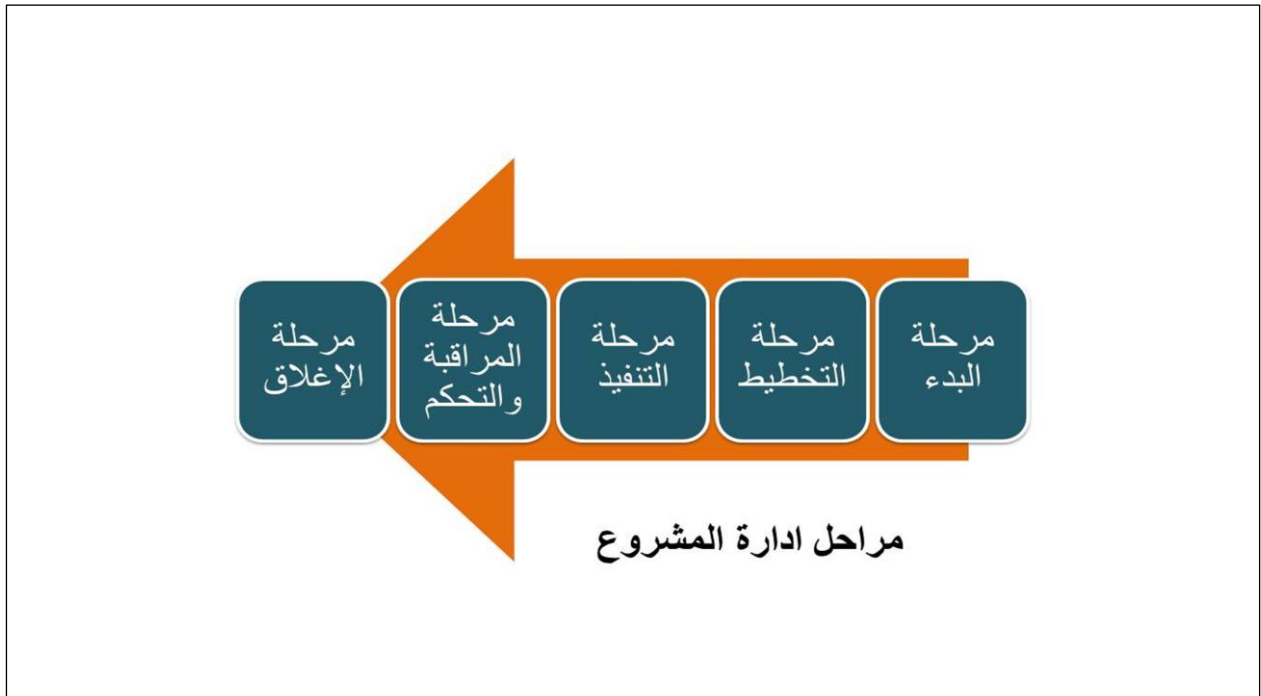 مرحلة
البدء
مرحلة
التخطيط
مرحلة
التنفيذ
مرحلة
المراقبة
والتحكم
مرحلة
الإغلاق
مراحل ادارة المشروع